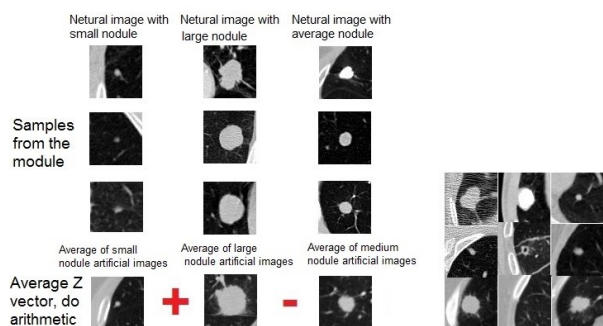 Netural image with
small nodule
Netural image with
large nodule
Netural image with
average nodule
Samples
from the
module
Average of small
nodule artificial images
Average of large
nodule artificial images
Average of medium
nodule artificial images
Average Z
vector, do
arithmetic
+
-